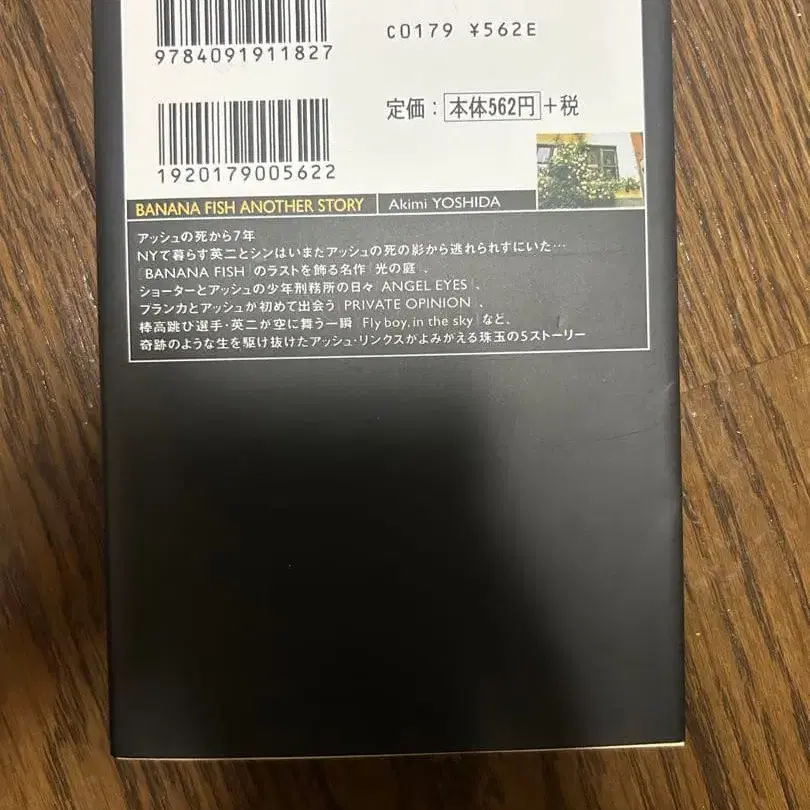 9784091911827
C0179 ¥562E
定価：本体562円+税
1920179005622
BANANA FISH ANOTHER STORY
Akimi YOSHIDA
アッシュの死から7年
NYで暮らす英二とシンはいまだアッシュの死の影から逃れられずにいた…
「BANANA FISH」のラストを飾る名作「光の庭」、
ショーターとアッシュの少年刑務所の日々「ANGEL EYES」、
ブランカとアッシュが初めて出会う「PRIVATE OPINION」、
棒高跳び選手・英二が空に舞う一瞬「Fly boy, in the sky」など、
奇跡のような生を駆け抜けたアッシュ・リンクスがよみがえる珠玉の5ストーリー